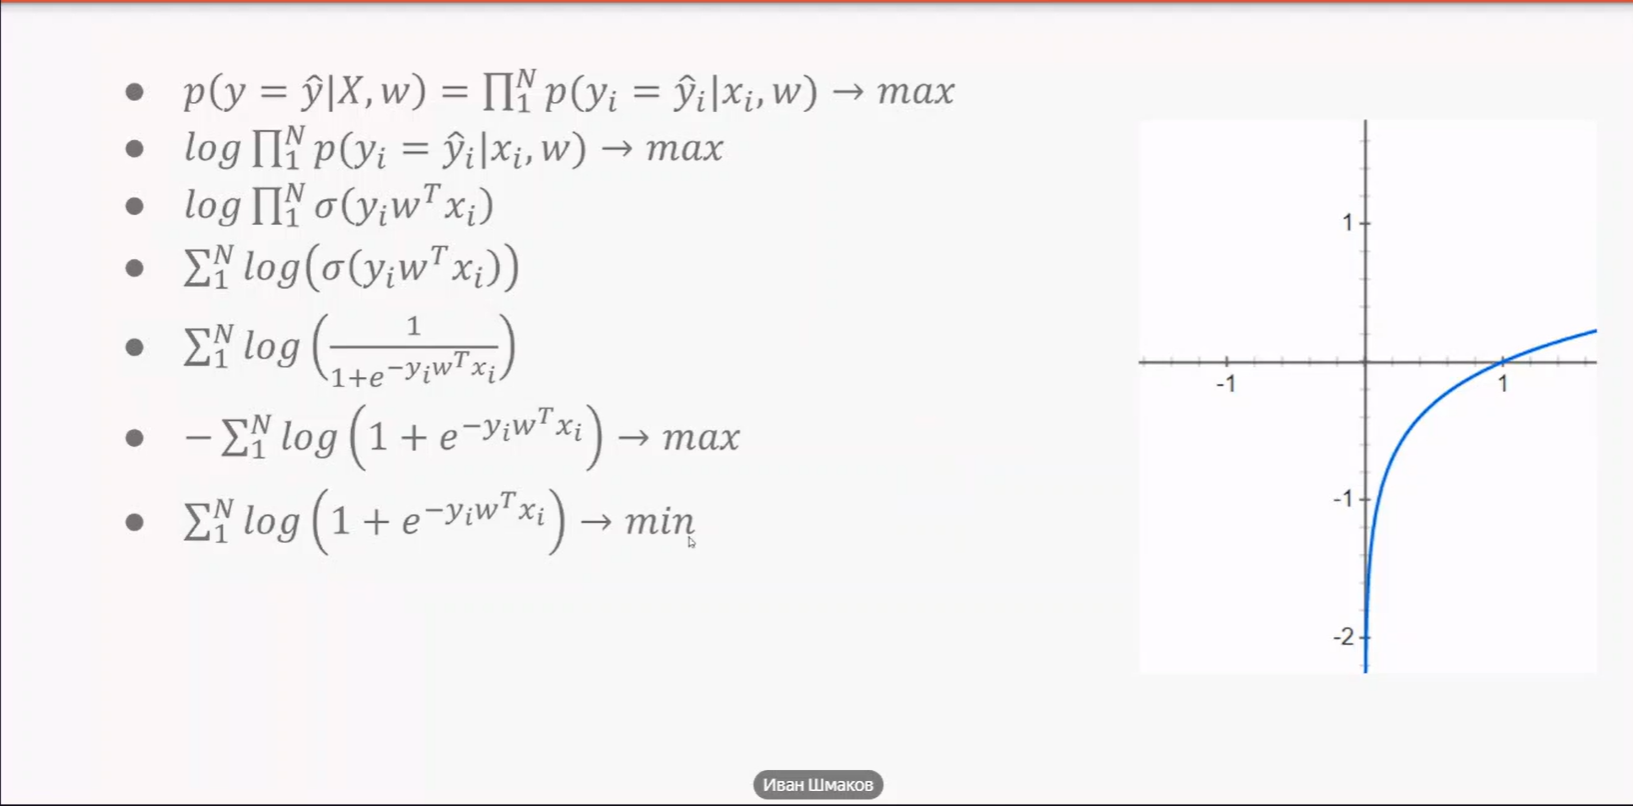 • p(y = ŷ|X, w) = ∏₁ᴺ p(yᵢ = ŷᵢ|xᵢ, w) → max
• log ∏₁ᴺ p(yᵢ = ŷᵢ|xᵢ, w) → max
• log ∏₁ᴺ σ(yᵢwᵀxᵢ)
• ∑₁ᴺ log(σ(yᵢwᵀxᵢ))
• ∑₁ᴺ log(1/(1+e^(−yᵢwᵀxᵢ)))
• −∑₁ᴺ log(1 + e^(−yᵢwᵀxᵢ)) → max
• ∑₁ᴺ log(1 + e^(−yᵢwᵀxᵢ)) → min
1
-1 1
-1
-2
Иван Шмаков